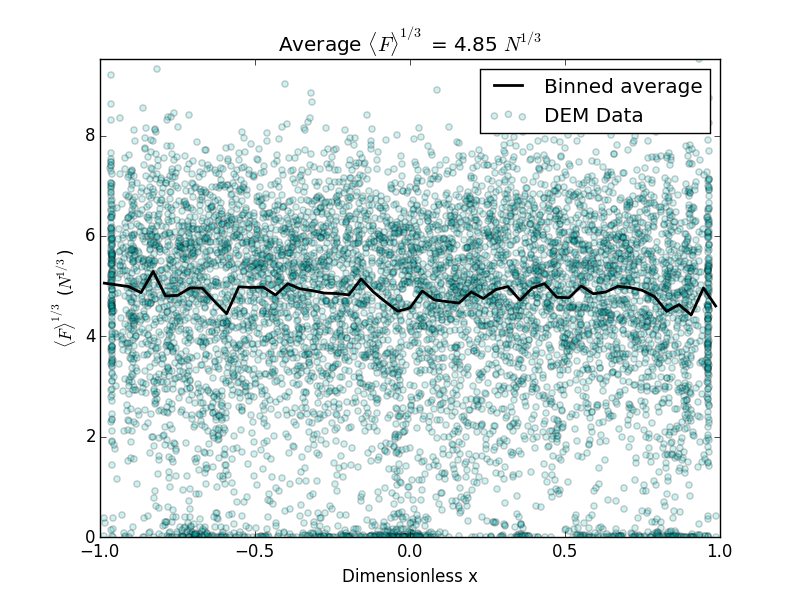 Average ⟨F⟩^1/3 = 4.85 N^1/3
Binned average
DEM Data
⟨F⟩^1/3 (N^1/3)
8
6
4
2
0
−1.0 −0.5 0.0 0.5 1.0
Dimensionless x